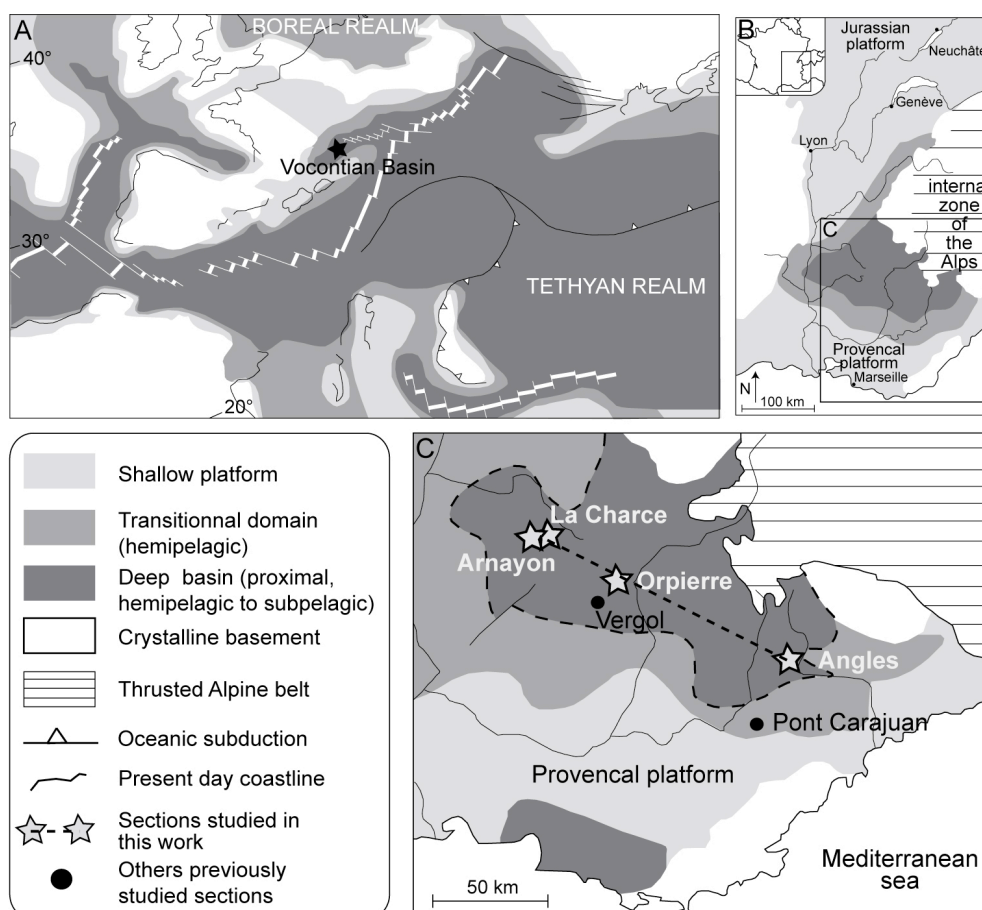 A
BOREAL REALM
40°
Vocontian Basin
30°
TETHYAN REALM
20°
B
Jurassian
platform
Neuchâte
Genève
Lyon
interna
zone
of
the
Alps
C
Provencal
platform
Marseille
N
100 km
Shallow platform
Transitionnal domain
(hemipelagic)
Deep basin (proximal,
hemipelagic to subpelagic)
Crystalline basement
Thrusted Alpine belt
Oceanic subduction
Present day coastline
Sections studied in
this work
Others previously
studied sections
C
La Charce
Arnayon
Orpierre
Vergol
Angles
Pont Carajuan
Provencal platform
Mediterranean
sea
50 km